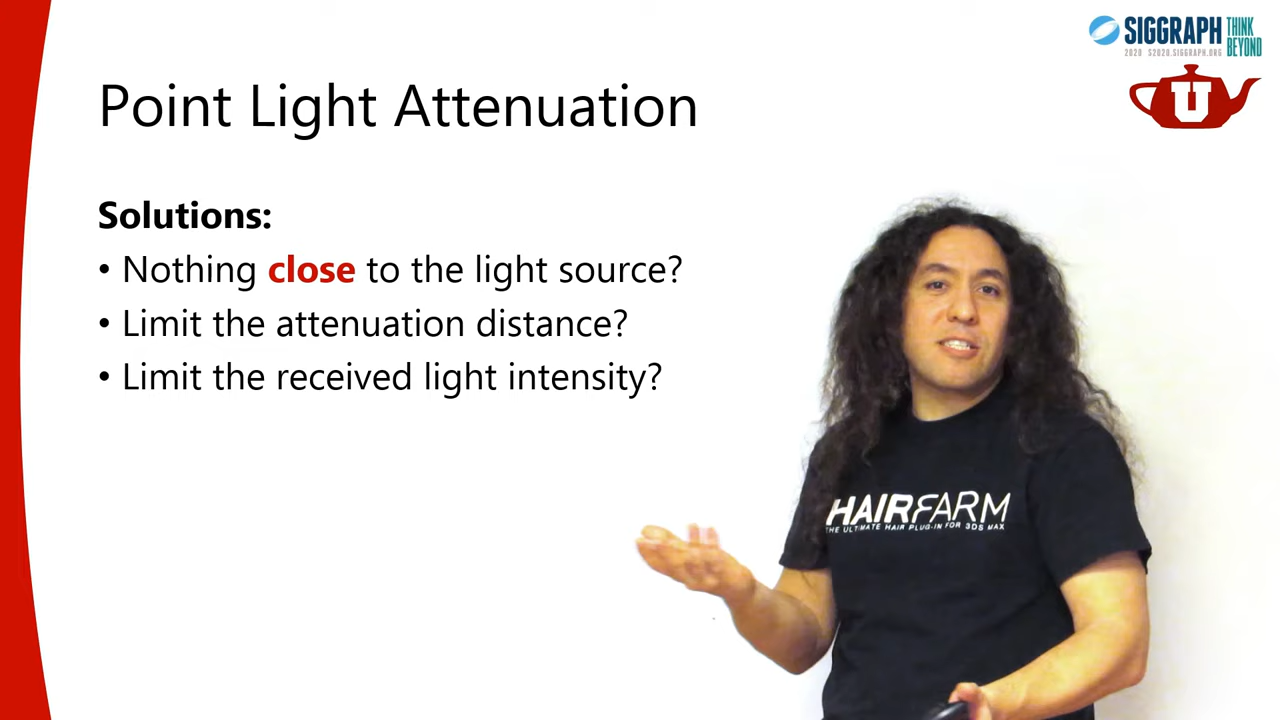 SIGGRAPH THINK BEYOND
2020 S2020.SIGGRAPH.ORG
U
Point Light Attenuation
Solutions:
• Nothing close to the light source?
• Limit the attenuation distance?
• Limit the received light intensity?
HAIRFARM
THE ULTIMATE HAIR PLUG-IN FOR 3DS MAX